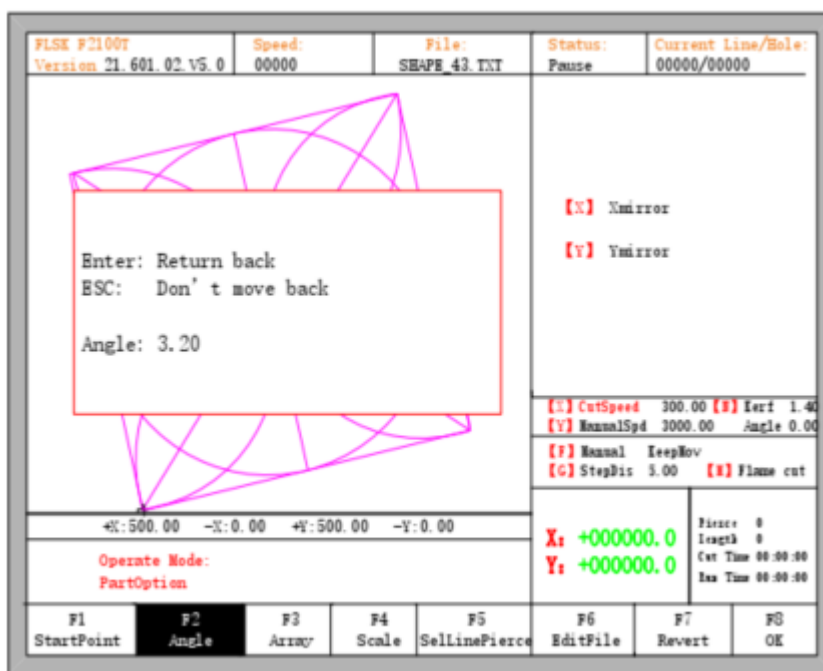 FLSK F2100T
Version 21.601.02.V5.0
Speed:
00000
File:
SHAPE_43.TXT
Status:
Pause
Current Line/Hole:
00000/00000
【X】 Xmirror
【Y】 Ymirror
Enter: Return back
ESC: Don't move back
Angle: 3.20
【X】CutSpeed 300.00 【N】Kerf 1.40
【Y】ManualSpd 3000.00 Angle 0.00
【F】Manual KeepMov
【G】StepDis 5.00 【M】Flame cut
+X:500.00 -X:0.00 +Y:500.00 -Y:0.00
Operate Mode:
PartOption
X: +000000.0
Y: +000000.0
Pierce 0
Length 0
Cut Time 00:00:00
Run Time 00:00:00
F1 StartPoint
F2 Angle
F3 Array
F4 Scale
F5 SelLinePierce
F6 EditFile
F7 Revert
F8 OK